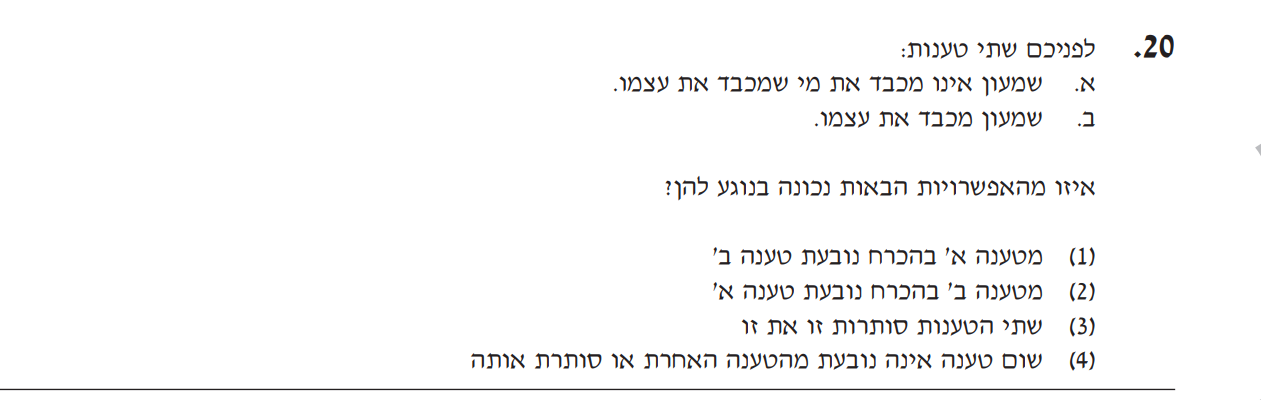 20. לפניכם שתי טענות:
א. שמעון אינו מכבד את מי שמכבד את עצמו.
ב. שמעון מכבד את עצמו.
איזו מהאפשרויות הבאות נכונה בנוגע להן?
(1) מטענה א' בהכרח נובעת טענה ב'
(2) מטענה ב' בהכרח נובעת טענה א'
(3) שתי הטענות סותרות זו את זו
(4) שום טענה אינה נובעת מהטענה האחרת או סותרת אותה